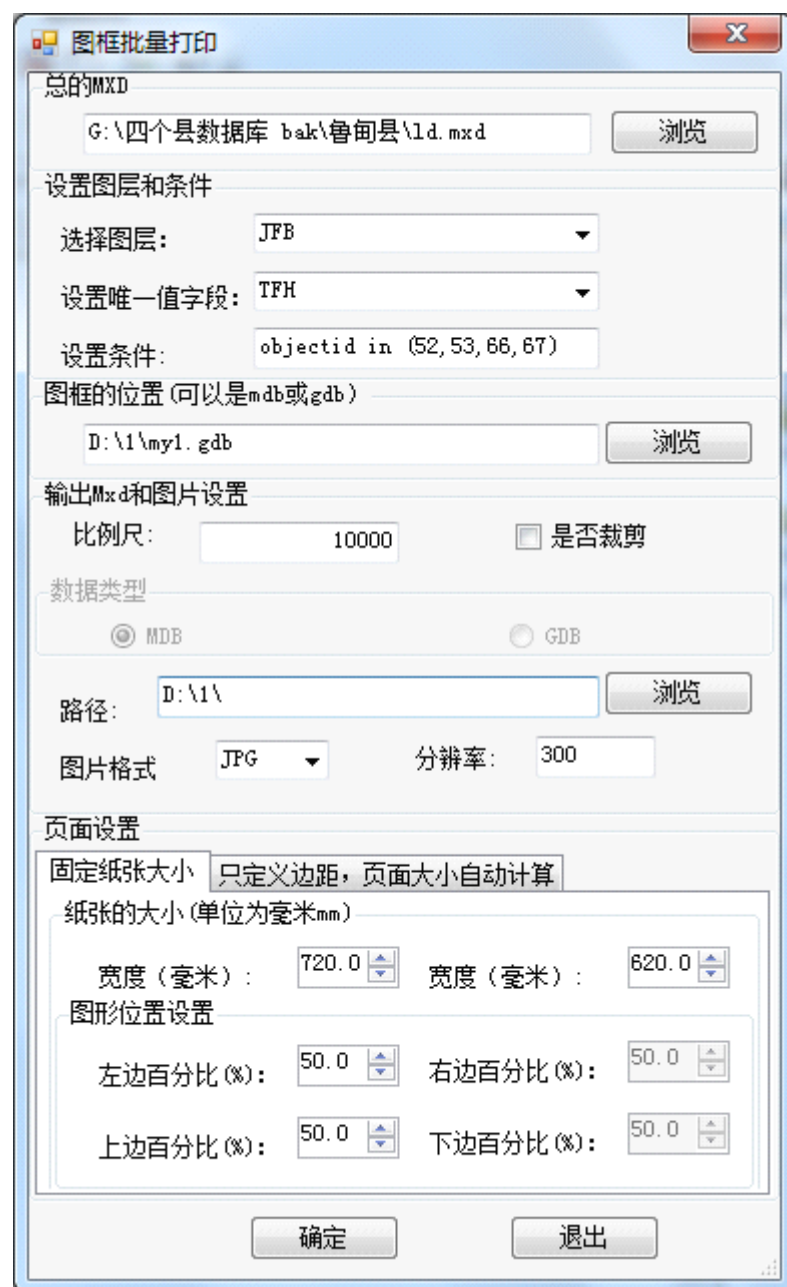 图框批量打印
总的MXD
G:\四个县数据库 bak\鲁甸县\ld.mxd 浏览
设置图层和条件
选择图层: JFB
设置唯一值字段: TFH
设置条件: objectid in (52,53,66,67)
图框的位置(可以是mdb或gdb)
D:\1\my1.gdb 浏览
输出Mxd和图片设置
比例尺: 10000 是否裁剪
数据类型
MDB GDB
路径: D:\1\ 浏览
图片格式 JPG 分辨率: 300
页面设置
固定纸张大小 只定义边距，页面大小自动计算
纸张的大小(单位为毫米mm)
宽度（毫米）: 720.0 宽度（毫米）: 620.0
图形位置设置
左边百分比(%): 50.0 右边百分比(%): 50.0
上边百分比(%): 50.0 下边百分比(%): 50.0
确定 退出